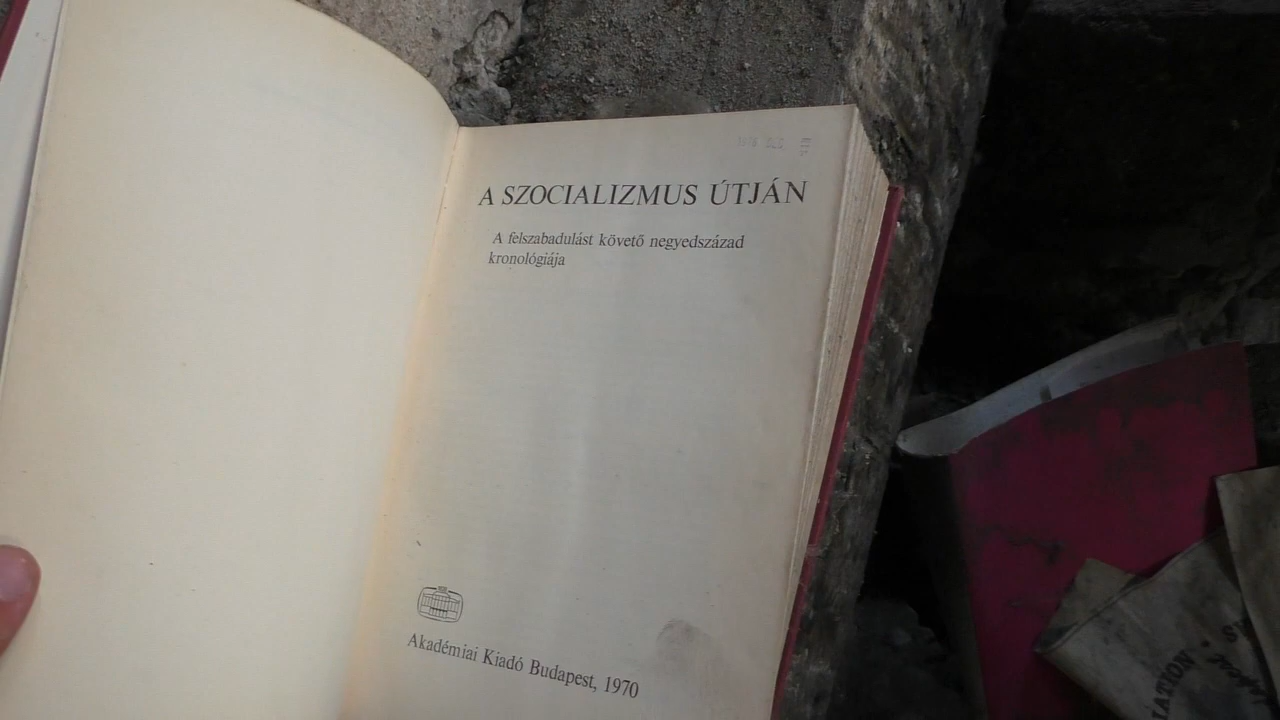 A SZOCIALIZMUS ÚTJÁN
A felszabadulást követő negyedszázad
kronológiája
Akadémiai Kiadó Budapest, 1970